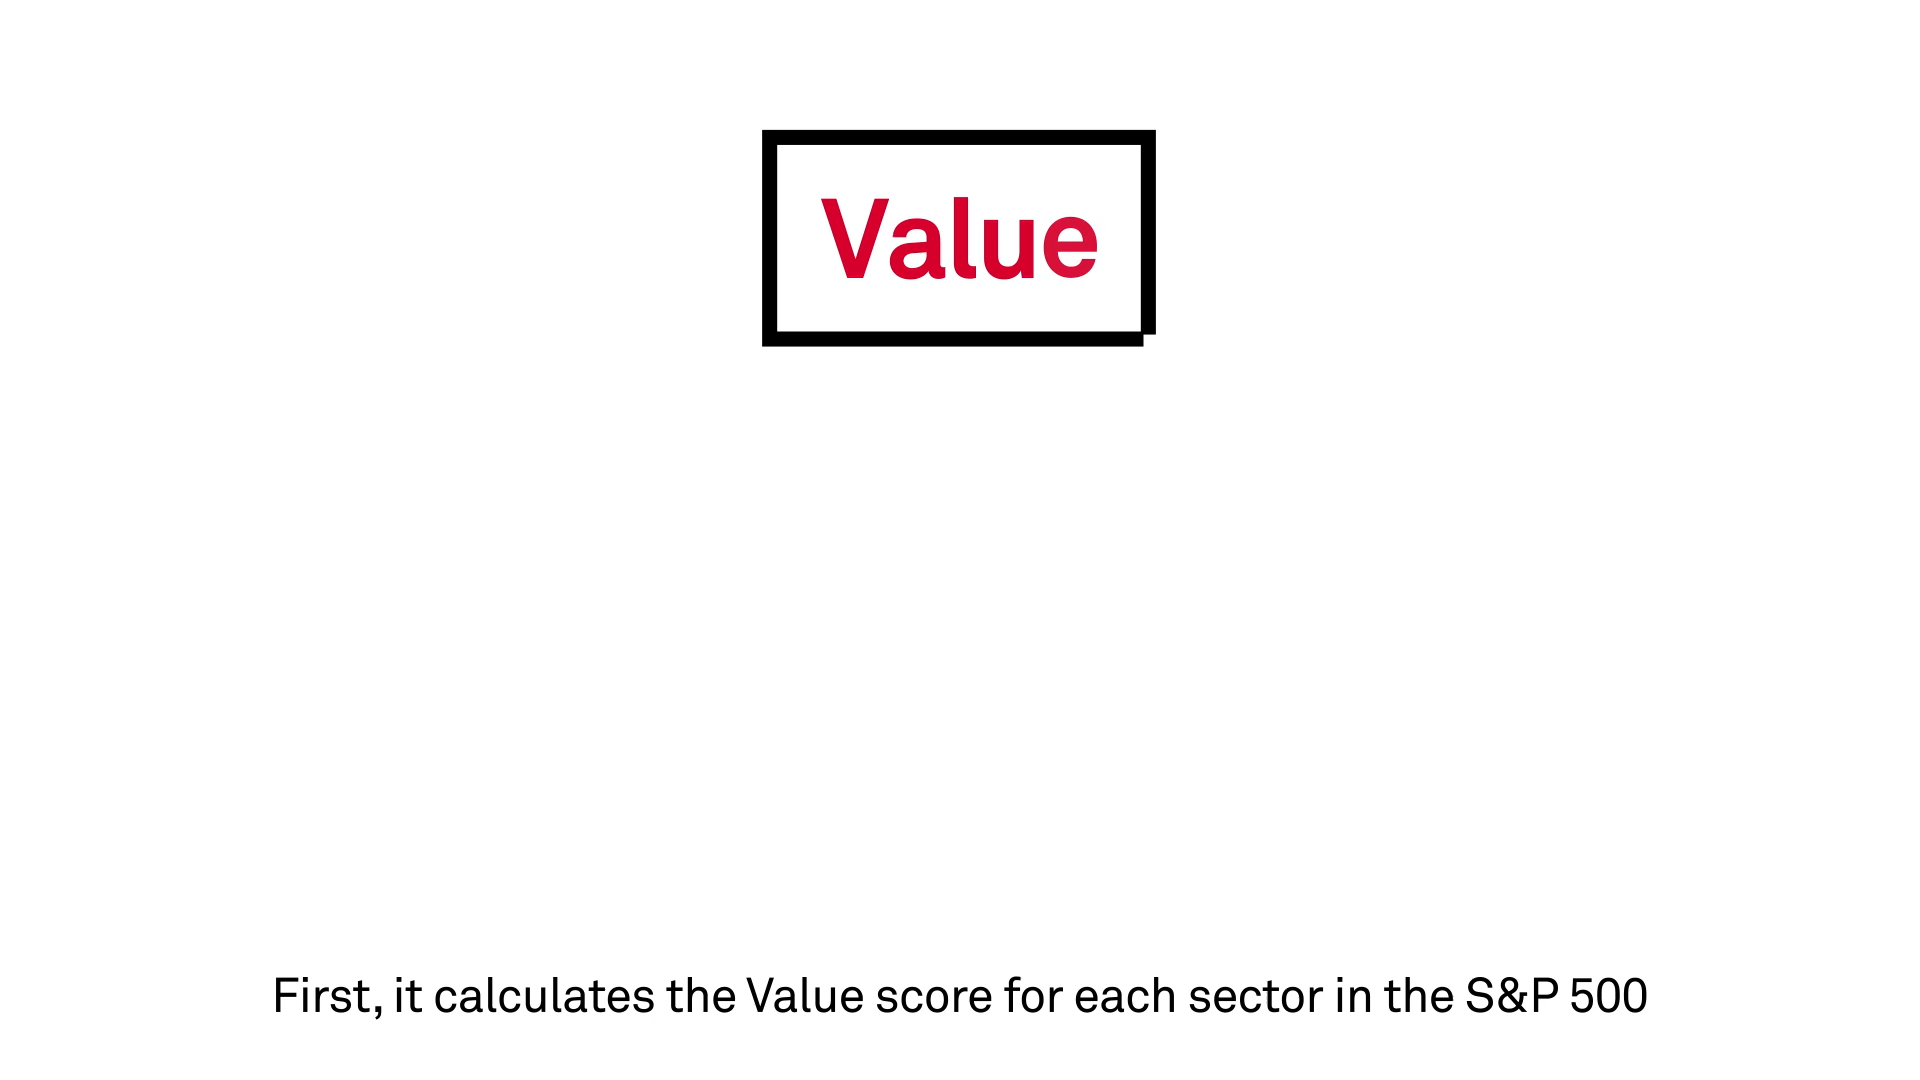 Value
First, it calculates the Value score for each sector in the S&P 500